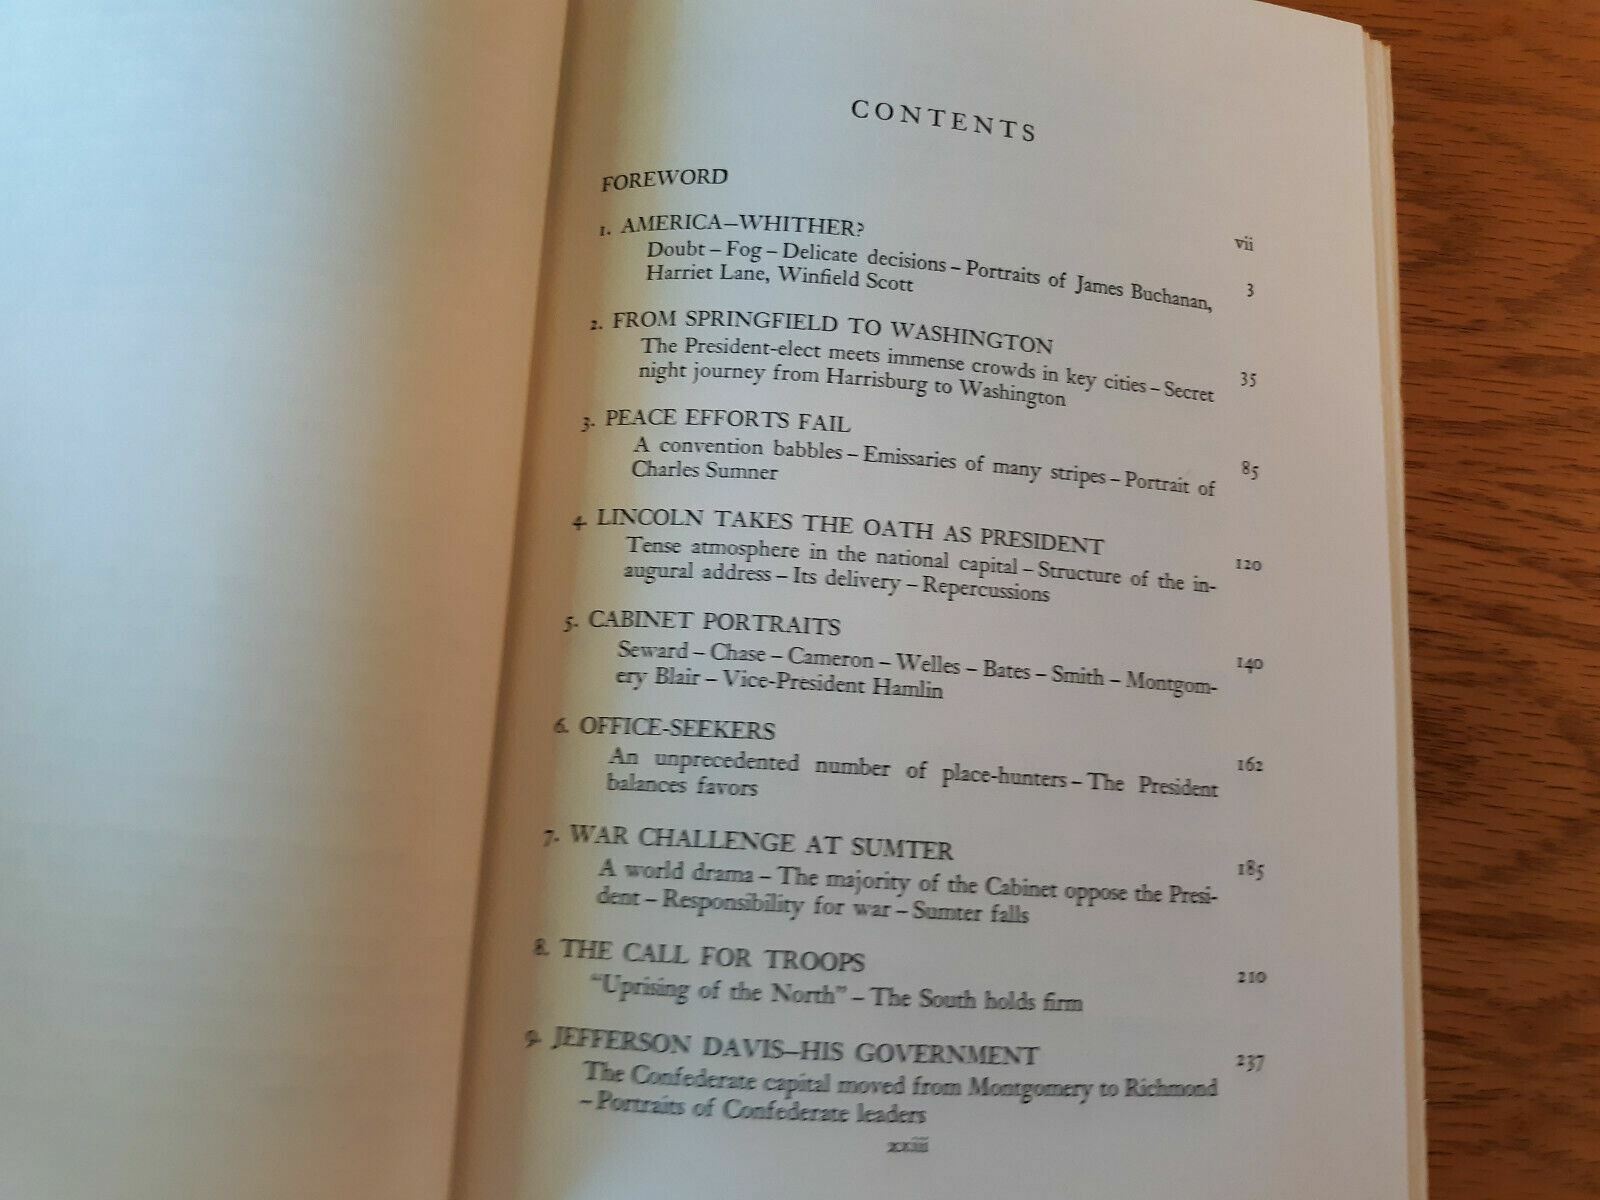 CONTENTS
FOREWORD vii
1. AMERICA—WHITHER? 3
Doubt – Fog – Delicate decisions – Portraits of James Buchanan,
Harriet Lane, Winfield Scott
2. FROM SPRINGFIELD TO WASHINGTON 35
The President-elect meets immense crowds in key cities – Secret
night journey from Harrisburg to Washington
3. PEACE EFFORTS FAIL 85
A convention babbles – Emissaries of many stripes – Portrait of
Charles Sumner
4. LINCOLN TAKES THE OATH AS PRESIDENT 120
Tense atmosphere in the national capital – Structure of the in-
augural address – Its delivery – Repercussions
5. CABINET PORTRAITS 140
Seward – Chase – Cameron – Welles – Bates – Smith – Montgom-
ery Blair – Vice-President Hamlin
6. OFFICE-SEEKERS 162
An unprecedented number of place-hunters – The President
balances favors
7. WAR CHALLENGE AT SUMTER 185
A world drama – The majority of the Cabinet oppose the Presi-
dent – Responsibility for war – Sumter falls
8. THE CALL FOR TROOPS 210
"Uprising of the North" – The South holds firm
9. JEFFERSON DAVIS—HIS GOVERNMENT 237
The Confederate capital moved from Montgomery to Richmond
– Portraits of Confederate leaders
xxiii